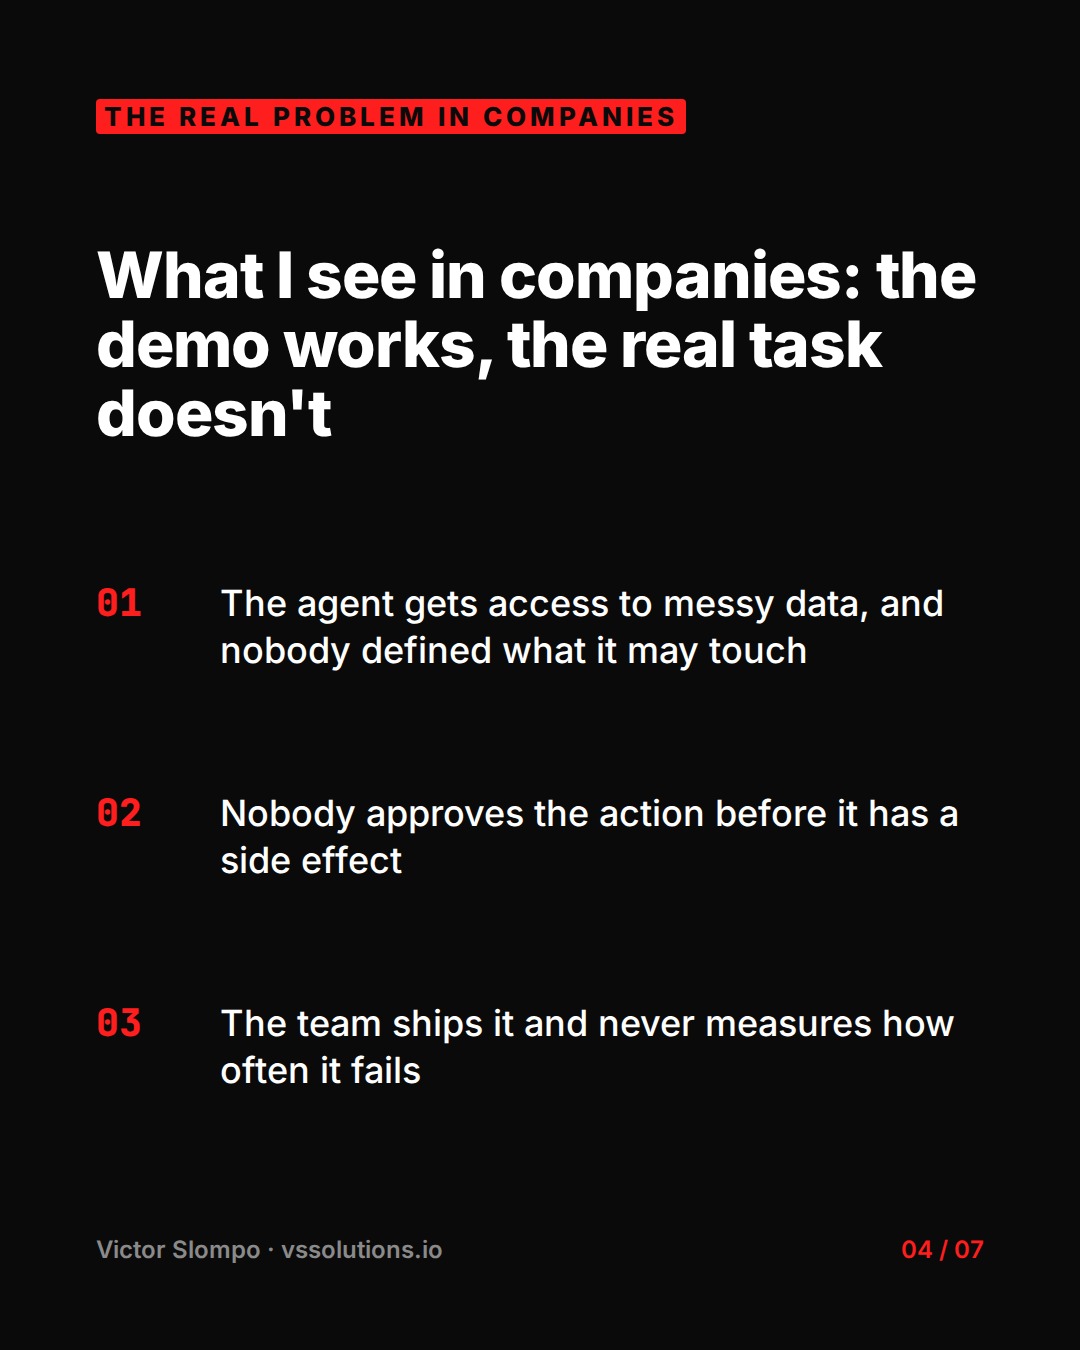 THE REAL PROBLEM IN COMPANIES
What I see in companies: the
demo works, the real task
doesn't
01 The agent gets access to messy data, and
nobody defined what it may touch
02 Nobody approves the action before it has a
side effect
03 The team ships it and never measures how
often it fails
Victor Slompo · vssolutions.io 04 / 07